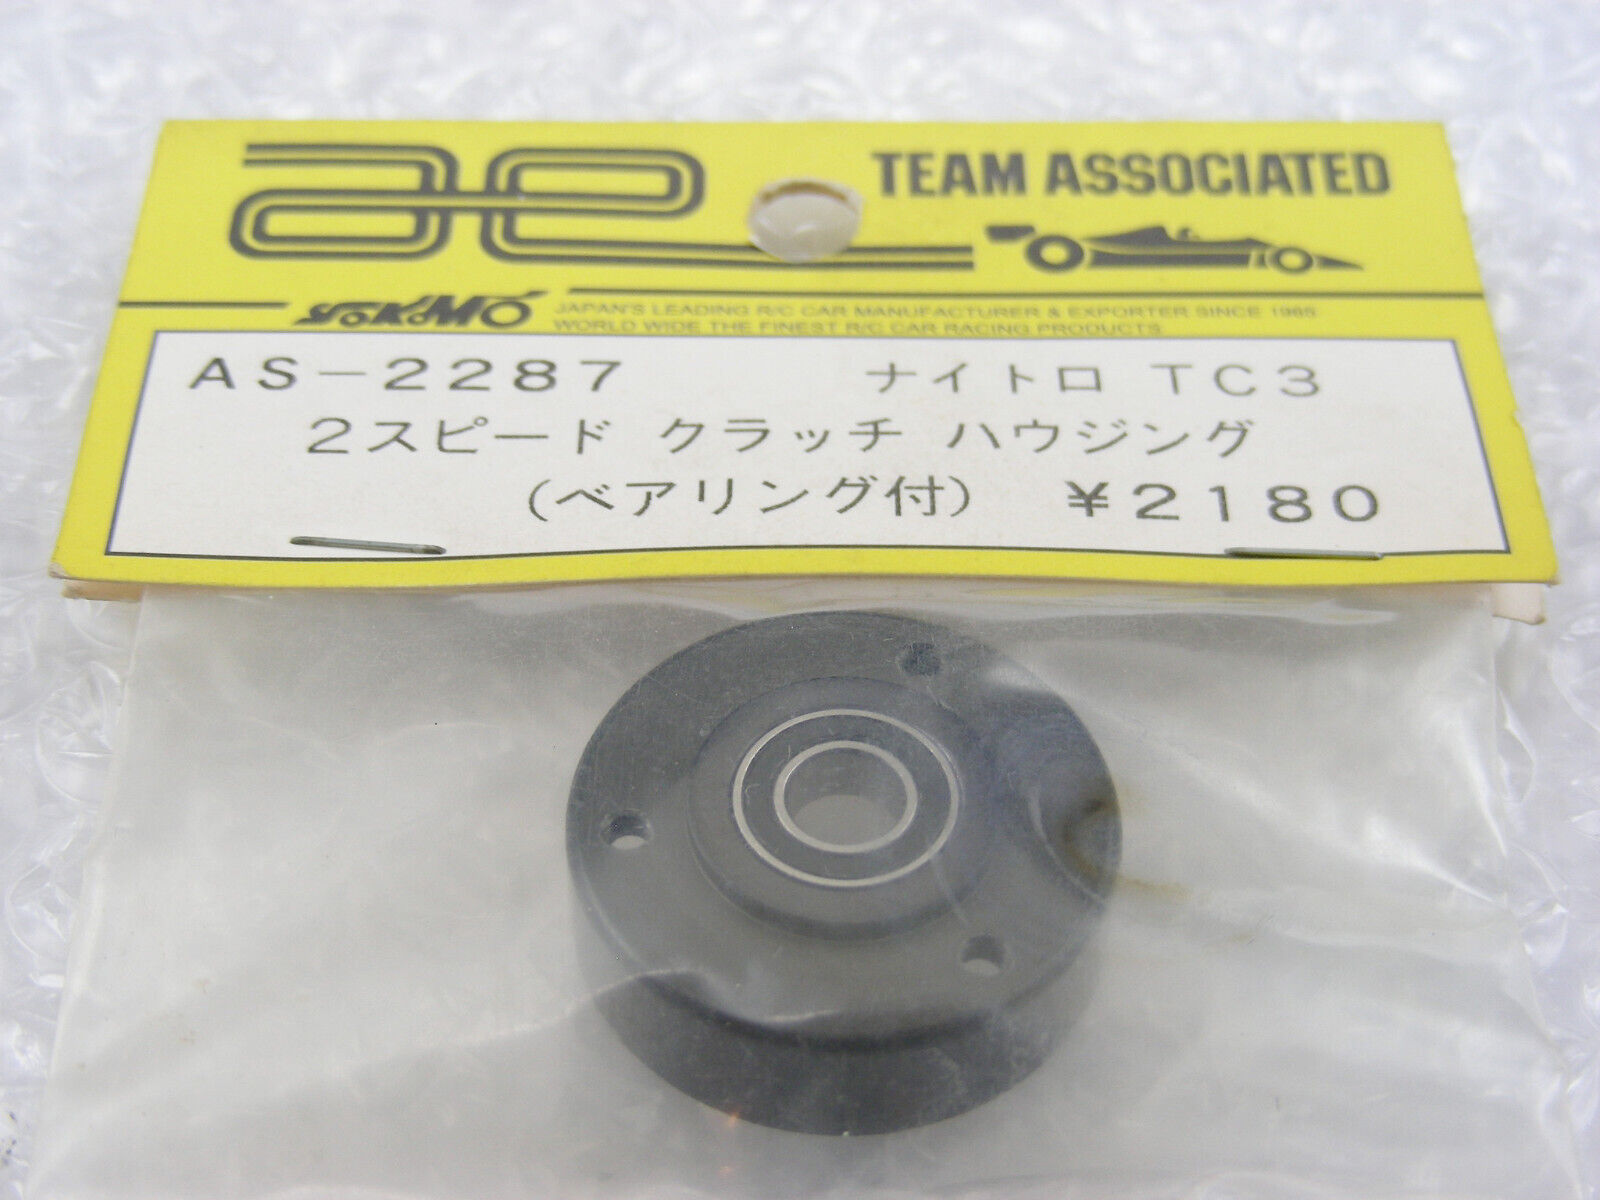 ae TEAM ASSOCIATED
YOKOMO JAPAN'S LEADING R/C CAR MANUFACTURER & EXPORTER SINCE 1965
WORLD WIDE THE FINEST R/C CAR RACING PRODUCTS
AS-2287 ナイトロ TC3
2スピード クラッチ ハウジング
(ベアリング付) ¥2180